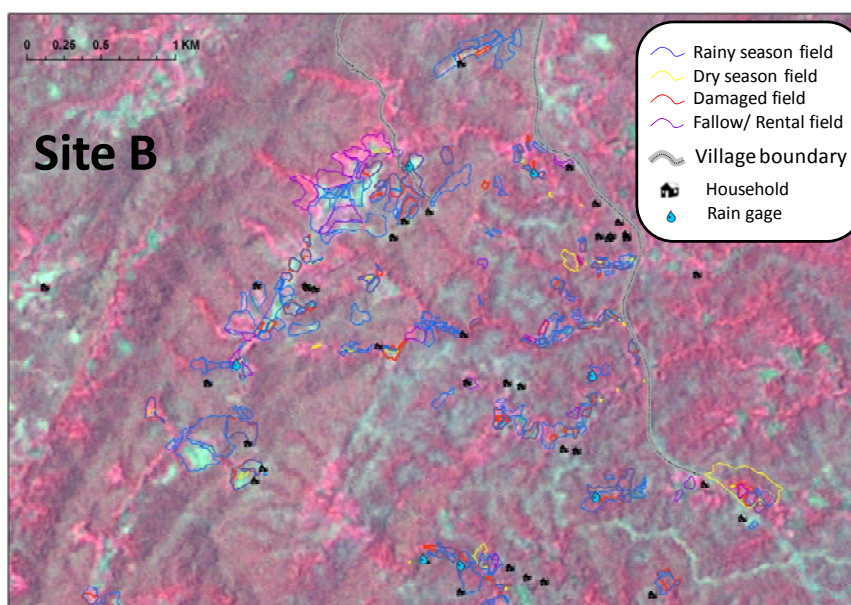 0 0.25 0.5 1 KM
Site B
Rainy season field
Dry season field
Damaged field
Fallow/ Rental field
Village boundary
Household
Rain gage